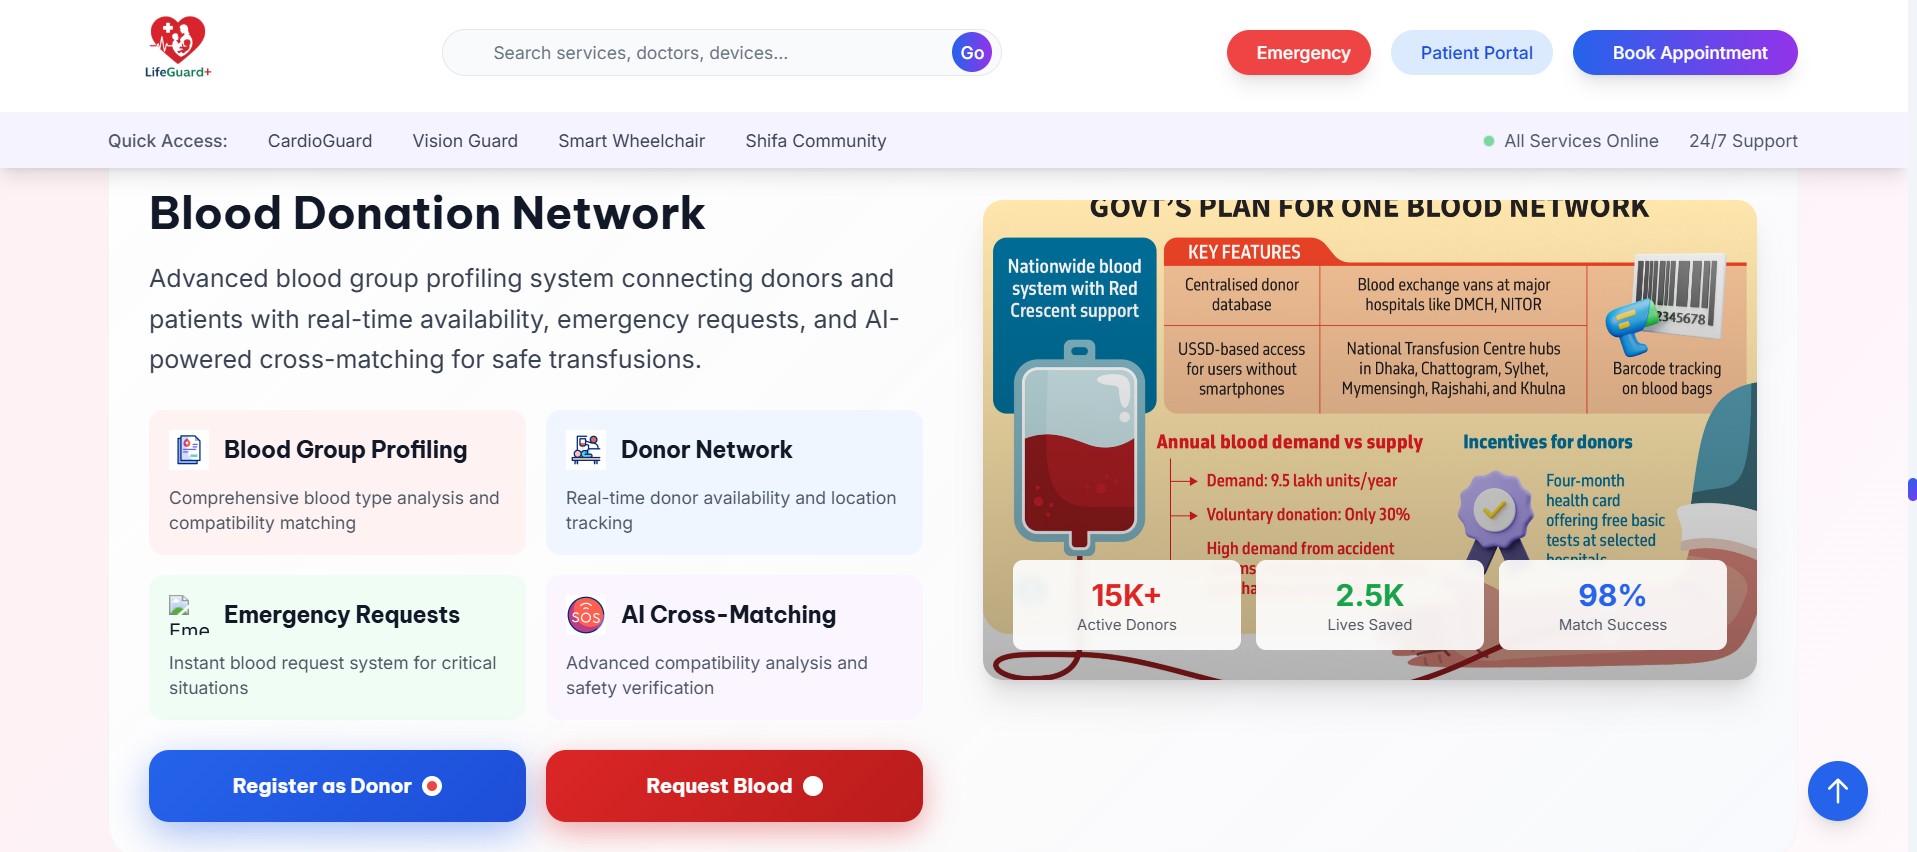 LifeGuard+
Search services, doctors, devices...
Go
Emergency
Patient Portal
Book Appointment
Quick Access:
CardioGuard
Vision Guard
Smart Wheelchair
Shifa Community
All Services Online
24/7 Support
Blood Donation Network
Advanced blood group profiling system connecting donors and
patients with real-time availability, emergency requests, and AI-
powered cross-matching for safe transfusions.
Blood Group Profiling
Comprehensive blood type analysis and
compatibility matching
Donor Network
Real-time donor availability and location
tracking
Eme
Emergency Requests
Instant blood request system for critical
situations
SOS
AI Cross-Matching
Advanced compatibility analysis and
safety verification
Register as Donor
Request Blood
GOVT'S PLAN FOR ONE BLOOD NETWORK
Nationwide blood
system with Red
Crescent support
KEY FEATURES
Centralised donor
database
Blood exchange vans at major
hospitals like DMCH, NITOR
USSD-based access
for users without
smartphones
National Transfusion Centre hubs
in Dhaka, Chattogram, Sylhet,
Mymensingh, Rajshahi, and Khulna
2345678
Barcode tracking
on blood bags
Annual blood demand vs supply
Demand: 9.5 lakh units/year
Voluntary donation: Only 30%
High demand from accident
Incentives for donors
Four-month
health card
offering free basic
tests at selected
hospitals
15K+
Active Donors
2.5K
Lives Saved
98%
Match Success